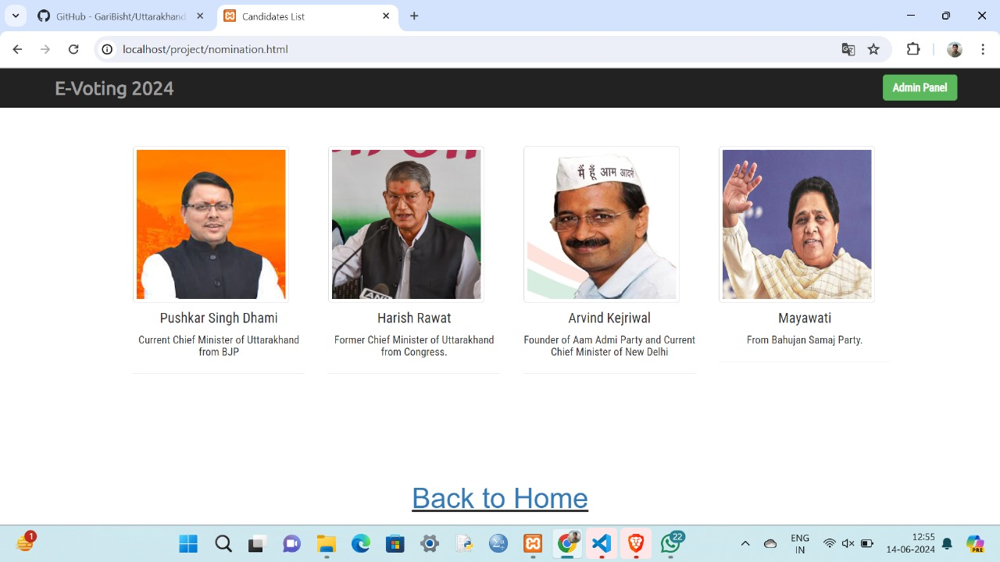 GitHub - GariBisht/Uttarakhand
Candidates List
localhost/project/nomination.html
E-Voting 2024
Admin Panel
मैं हूँ आम आदमी
ANI
Pushkar Singh Dhami
Harish Rawat
Arvind Kejriwal
Mayawati
Current Chief Minister of Uttarakhand
from BJP
Former Chief Minister of Uttarakhand
from Congress.
Founder of Aam Admi Party and Current
Chief Minister of New Delhi
From Bahujan Samaj Party.
Back to Home
1
22
ENG
IN
12:55
14-06-2024
PRE